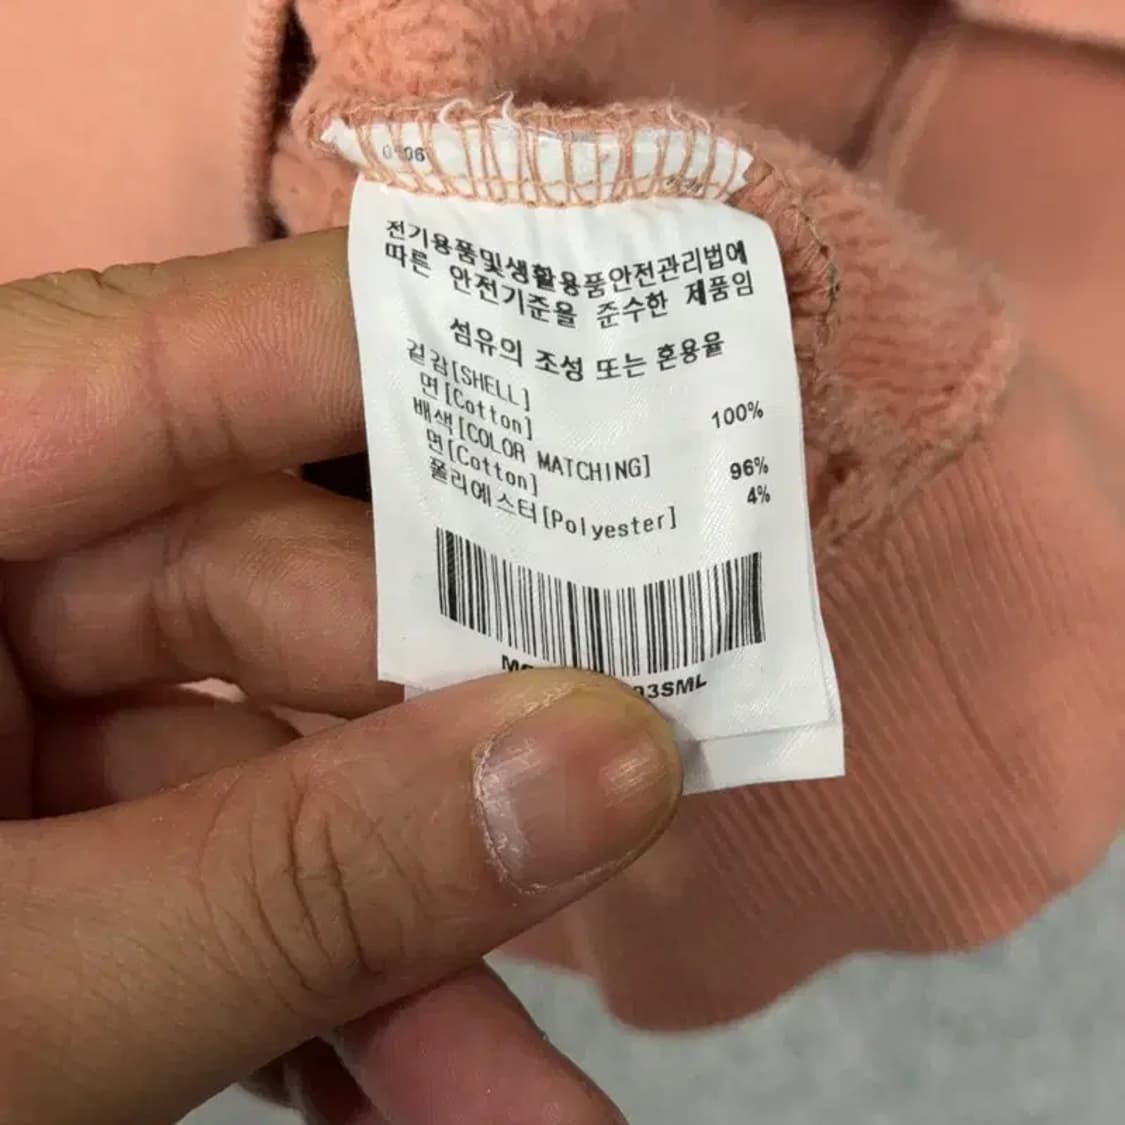 전기용품및생활용품안전관리법에
따른 안전기준을 준수한 제품임
섬유의 조성 또는 혼용율
겉감[SHELL]
면[Cotton] 100%
배색[COLOR MATCHING]
면[Cotton] 96%
폴리에스터[Polyester] 4%
93SML